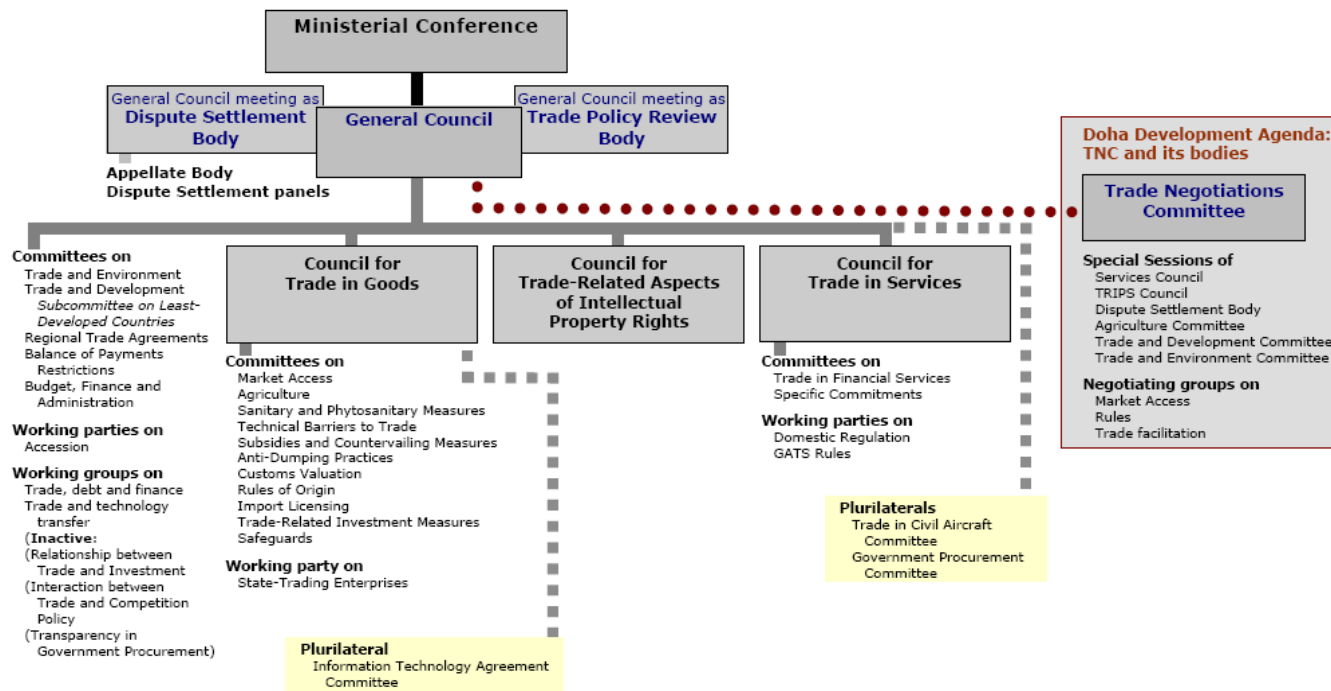 Ministerial Conference
General Council meeting as
Dispute Settlement
Body
General Council
General Council meeting as
Trade Policy Review
Body
Appellate Body
Dispute Settlement panels
Doha Development Agenda:
TNC and its bodies
Trade Negotiations
Committee
Special Sessions of
Services Council
TRIPS Council
Dispute Settlement Body
Agriculture Committee
Trade and Development Committee
Trade and Environment Committee
Negotiating groups on
Market Access
Rules
Trade facilitation
Committees on
Trade and Environment
Trade and Development
Subcommittee on Least-
Developed Countries
Regional Trade Agreements
Balance of Payments
Restrictions
Budget, Finance and
Administration
Working parties on
Accession
Working groups on
Trade, debt and finance
Trade and technology
transfer
(Inactive:
(Relationship between
Trade and Investment
(Interaction between
Trade and Competition
Policy
(Transparency in
Government Procurement)
Council for
Trade in Goods
Committees on
Market Access
Agriculture
Sanitary and Phytosanitary Measures
Technical Barriers to Trade
Subsidies and Countervailing Measures
Anti-Dumping Practices
Customs Valuation
Rules of Origin
Import Licensing
Trade-Related Investment Measures
Safeguards
Working party on
State-Trading Enterprises
Plurilateral
Information Technology Agreement
Committee
Council for
Trade-Related Aspects
of Intellectual
Property Rights
Council for
Trade in Services
Committees on
Trade in Financial Services
Specific Commitments
Working parties on
Domestic Regulation
GATS Rules
Plurilaterals
Trade in Civil Aircraft
Committee
Government Procurement
Committee